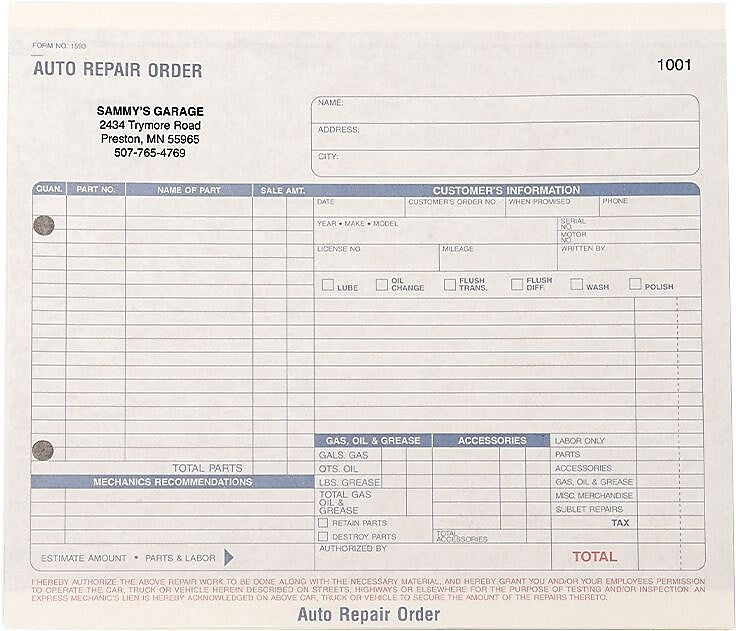 FORM NO. 1593
AUTO REPAIR ORDER
1001
SAMMY'S GARAGE
2434 Trymore Road
Preston, MN 55965
507-765-4769
NAME:
ADDRESS:
CITY:
QUAN. PART NO. NAME OF PART SALE AMT. CUSTOMER'S INFORMATION
DATE CUSTOMER'S ORDER NO. WHEN PROMISED PHONE
YEAR • MAKE • MODEL SERIAL NO.
MOTOR NO.
LICENSE NO. MILEAGE WRITTEN BY
LUBE OIL CHANGE FLUSH TRANS. FLUSH DIFF. WASH POLISH
GAS, OIL & GREASE ACCESSORIES LABOR ONLY
GALS. GAS PARTS
TOTAL PARTS QTS. OIL ACCESSORIES
MECHANICS RECOMMENDATIONS LBS. GREASE GAS, OIL & GREASE
TOTAL GAS OIL & GREASE MISC. MERCHANDISE
SUBLET REPAIRS
RETAIN PARTS TAX
DESTROY PARTS TOTAL ACCESSORIES
ESTIMATE AMOUNT • PARTS & LABOR AUTHORIZED BY TOTAL
I HEREBY AUTHORIZE THE ABOVE REPAIR WORK TO BE DONE ALONG WITH THE NECESSARY MATERIAL, AND HEREBY GRANT YOU AND/OR YOUR EMPLOYEES PERMISSION
TO OPERATE THE CAR, TRUCK OR VEHICLE HEREIN DESCRIBED ON STREETS, HIGHWAYS OR ELSEWHERE FOR THE PURPOSE OF TESTING AND/OR INSPECTION. AN
EXPRESS MECHANIC'S LIEN IS HEREBY ACKNOWLEDGED ON ABOVE CAR, TRUCK OR VEHICLE TO SECURE THE AMOUNT OF THE REPAIRS THERETO.
Auto Repair Order